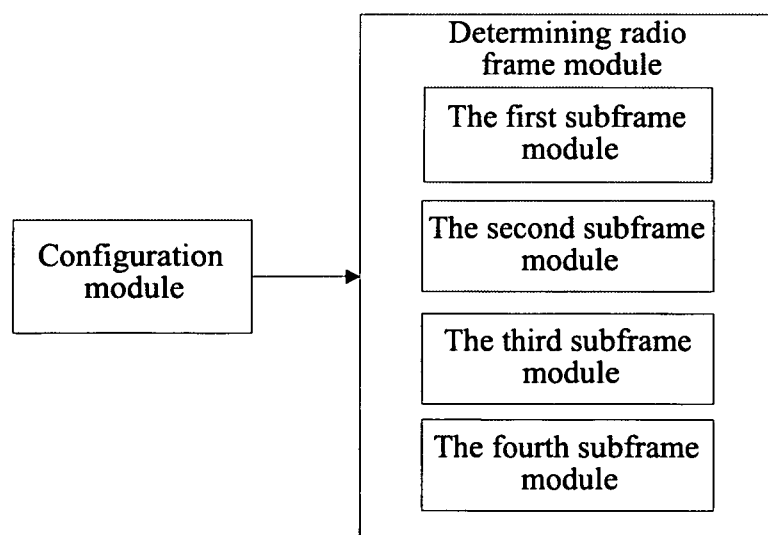 Determining radio
frame module
The first subframe
module
The second subframe
module
Configuration
module
The third subframe
module
The fourth subframe
module